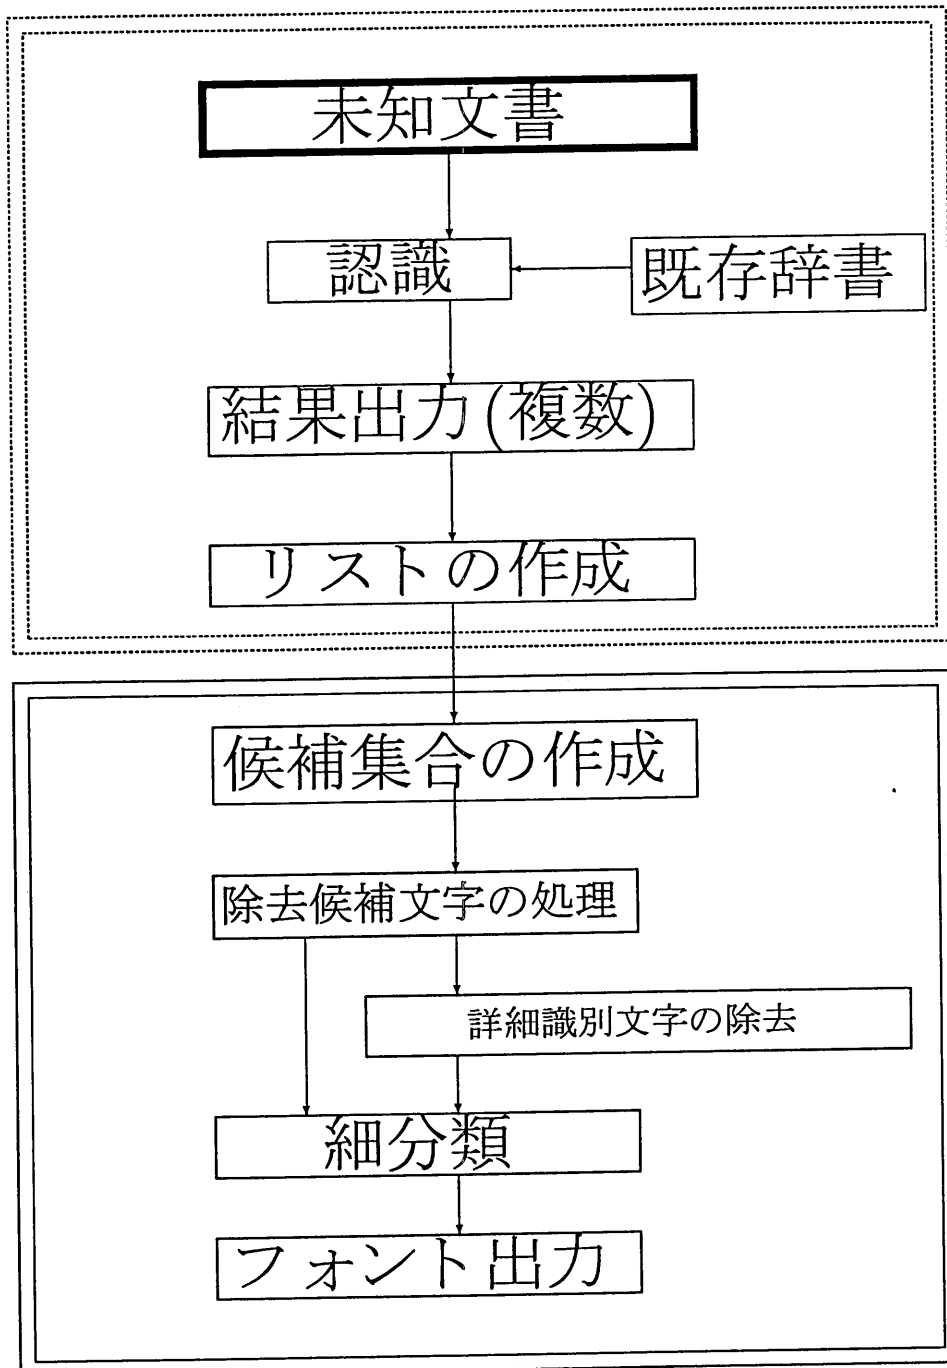 未知文書
認識
既存辞書
結果出力(複数)
リストの作成
候補集合の作成
除去候補文字の処理
詳細識別文字の除去
細分類
フォント出力